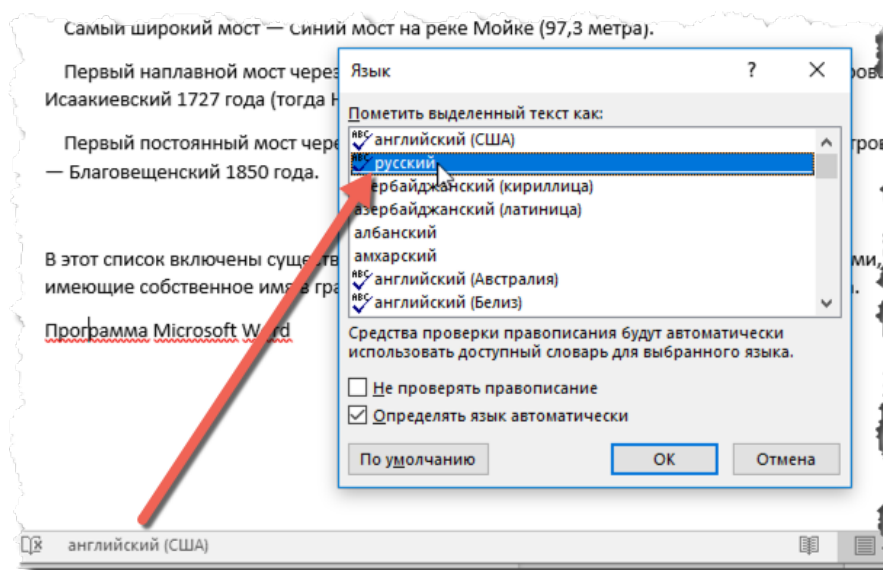 Самый широкий мост — Синий мост на реке Мойке (97,3 метра).
Первый наплавной мост через
Исаакиевский 1727 года (тогда
Первый постоянный мост чере
— Благовещенский 1850 года.
В этот список включены сущ
имеющие собственное имя в гра
Программа Microsoft Word
Язык
Пометить выделенный текст как:
английский (США)
русский
азербайджанский (кириллица)
азербайджанский (латиница)
албанский
амхарский
английский (Австралия)
английский (Белиз)
Средства проверки правописания будут автоматически
использовать доступный словарь для выбранного языка.
Не проверять правописание
Определять язык автоматически
По умолчанию
ОК
Отмена
английский (США)